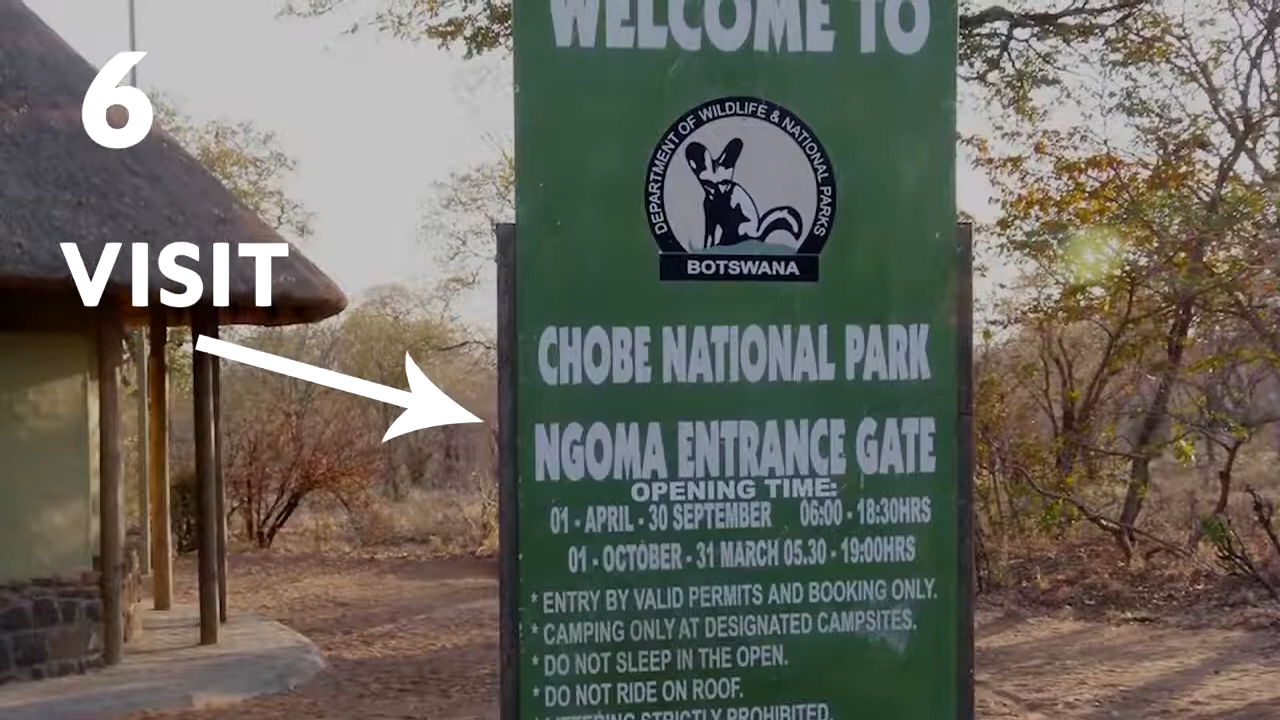 6
VISIT
WELCOME TO
DEPARTMENT OF WILDLIFE & NATIONAL PARKS
BOTSWANA
CHOBE NATIONAL PARK
NGOMA ENTRANCE GATE
OPENING TIME:
01 - APRIL - 30 SEPTEMBER 06:00 - 18:30HRS
01 - OCTOBER - 31 MARCH 05.30 - 19:00HRS
* ENTRY BY VALID PERMITS AND BOOKING ONLY.
* CAMPING ONLY AT DESIGNATED CAMPSITES.
* DO NOT SLEEP IN THE OPEN.
* DO NOT RIDE ON ROOF.
* LITTERING STRICTLY PROHIBITED.